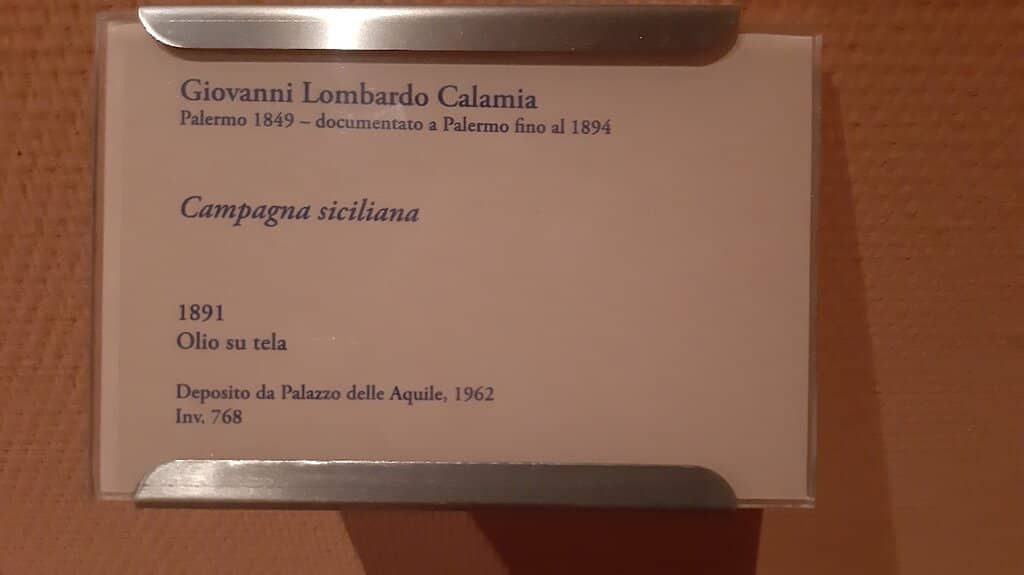 Giovanni Lombardo Calamia
Palermo 1849 – documentato a Palermo fino al 1894
Campagna siciliana
1891
Olio su tela
Deposito da Palazzo delle Aquile, 1962
Inv. 768